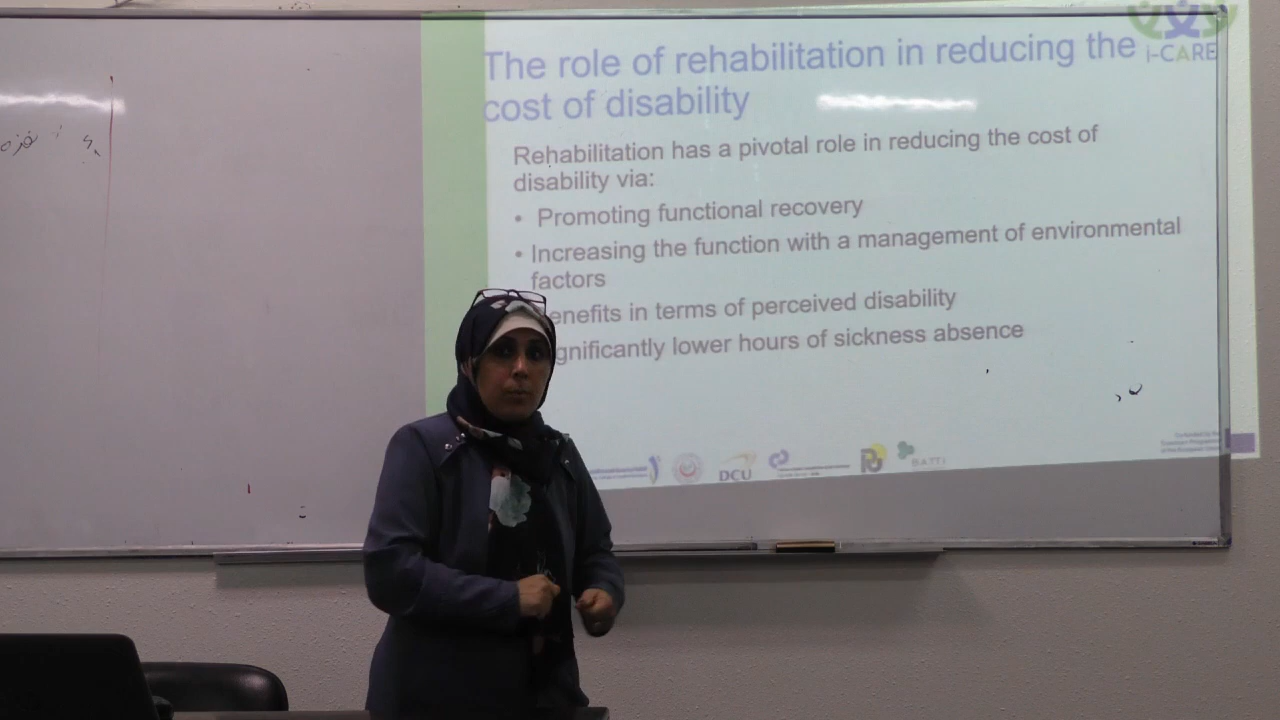 The role of rehabilitation in reducing the
cost of disability
i-CARE
Rehabilitation has a pivotal role in reducing the cost of
disability via:
• Promoting functional recovery
• Increasing the function with a management of environmental
factors
enefits in terms of perceived disability
gnificantly lower hours of sickness absence
DCU